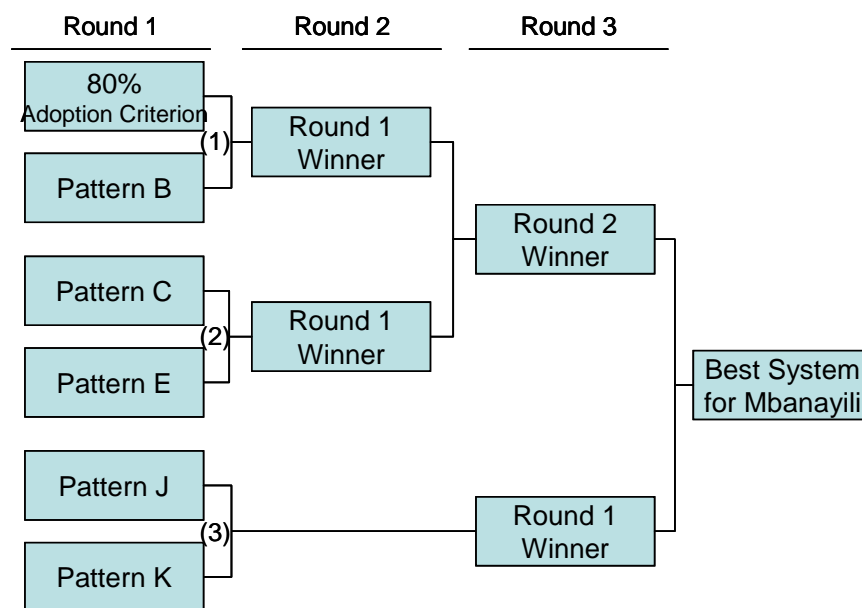 Round 1
Round 2
Round 3
80%
Adoption Criterion
(1)
Pattern B
Round 1
Winner
Pattern C
(2)
Pattern E
Round 1
Winner
Round 2
Winner
Pattern J
(3)
Pattern K
Round 1
Winner
Best System
for Mbanayili